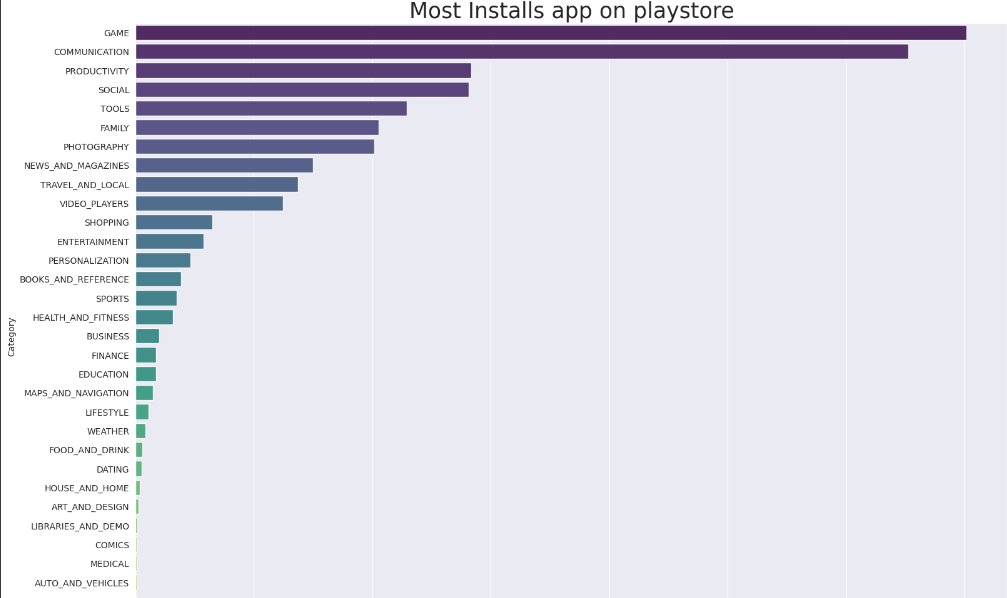 Most Installs app on playstore
GAME
COMMUNICATION
PRODUCTIVITY
SOCIAL
TOOLS
FAMILY
PHOTOGRAPHY
NEWS_AND_MAGAZINES
TRAVEL_AND_LOCAL
VIDEO_PLAYERS
SHOPPING
ENTERTAINMENT
PERSONALIZATION
BOOKS_AND_REFERENCE
SPORTS
HEALTH_AND_FITNESS
Category
BUSINESS
FINANCE
EDUCATION
MAPS_AND_NAVIGATION
LIFESTYLE
WEATHER
FOOD_AND_DRINK
DATING
HOUSE_AND_HOME
ART_AND_DESIGN
LIBRARIES_AND_DEMO
COMICS
MEDICAL
AUTO_AND_VEHICLES